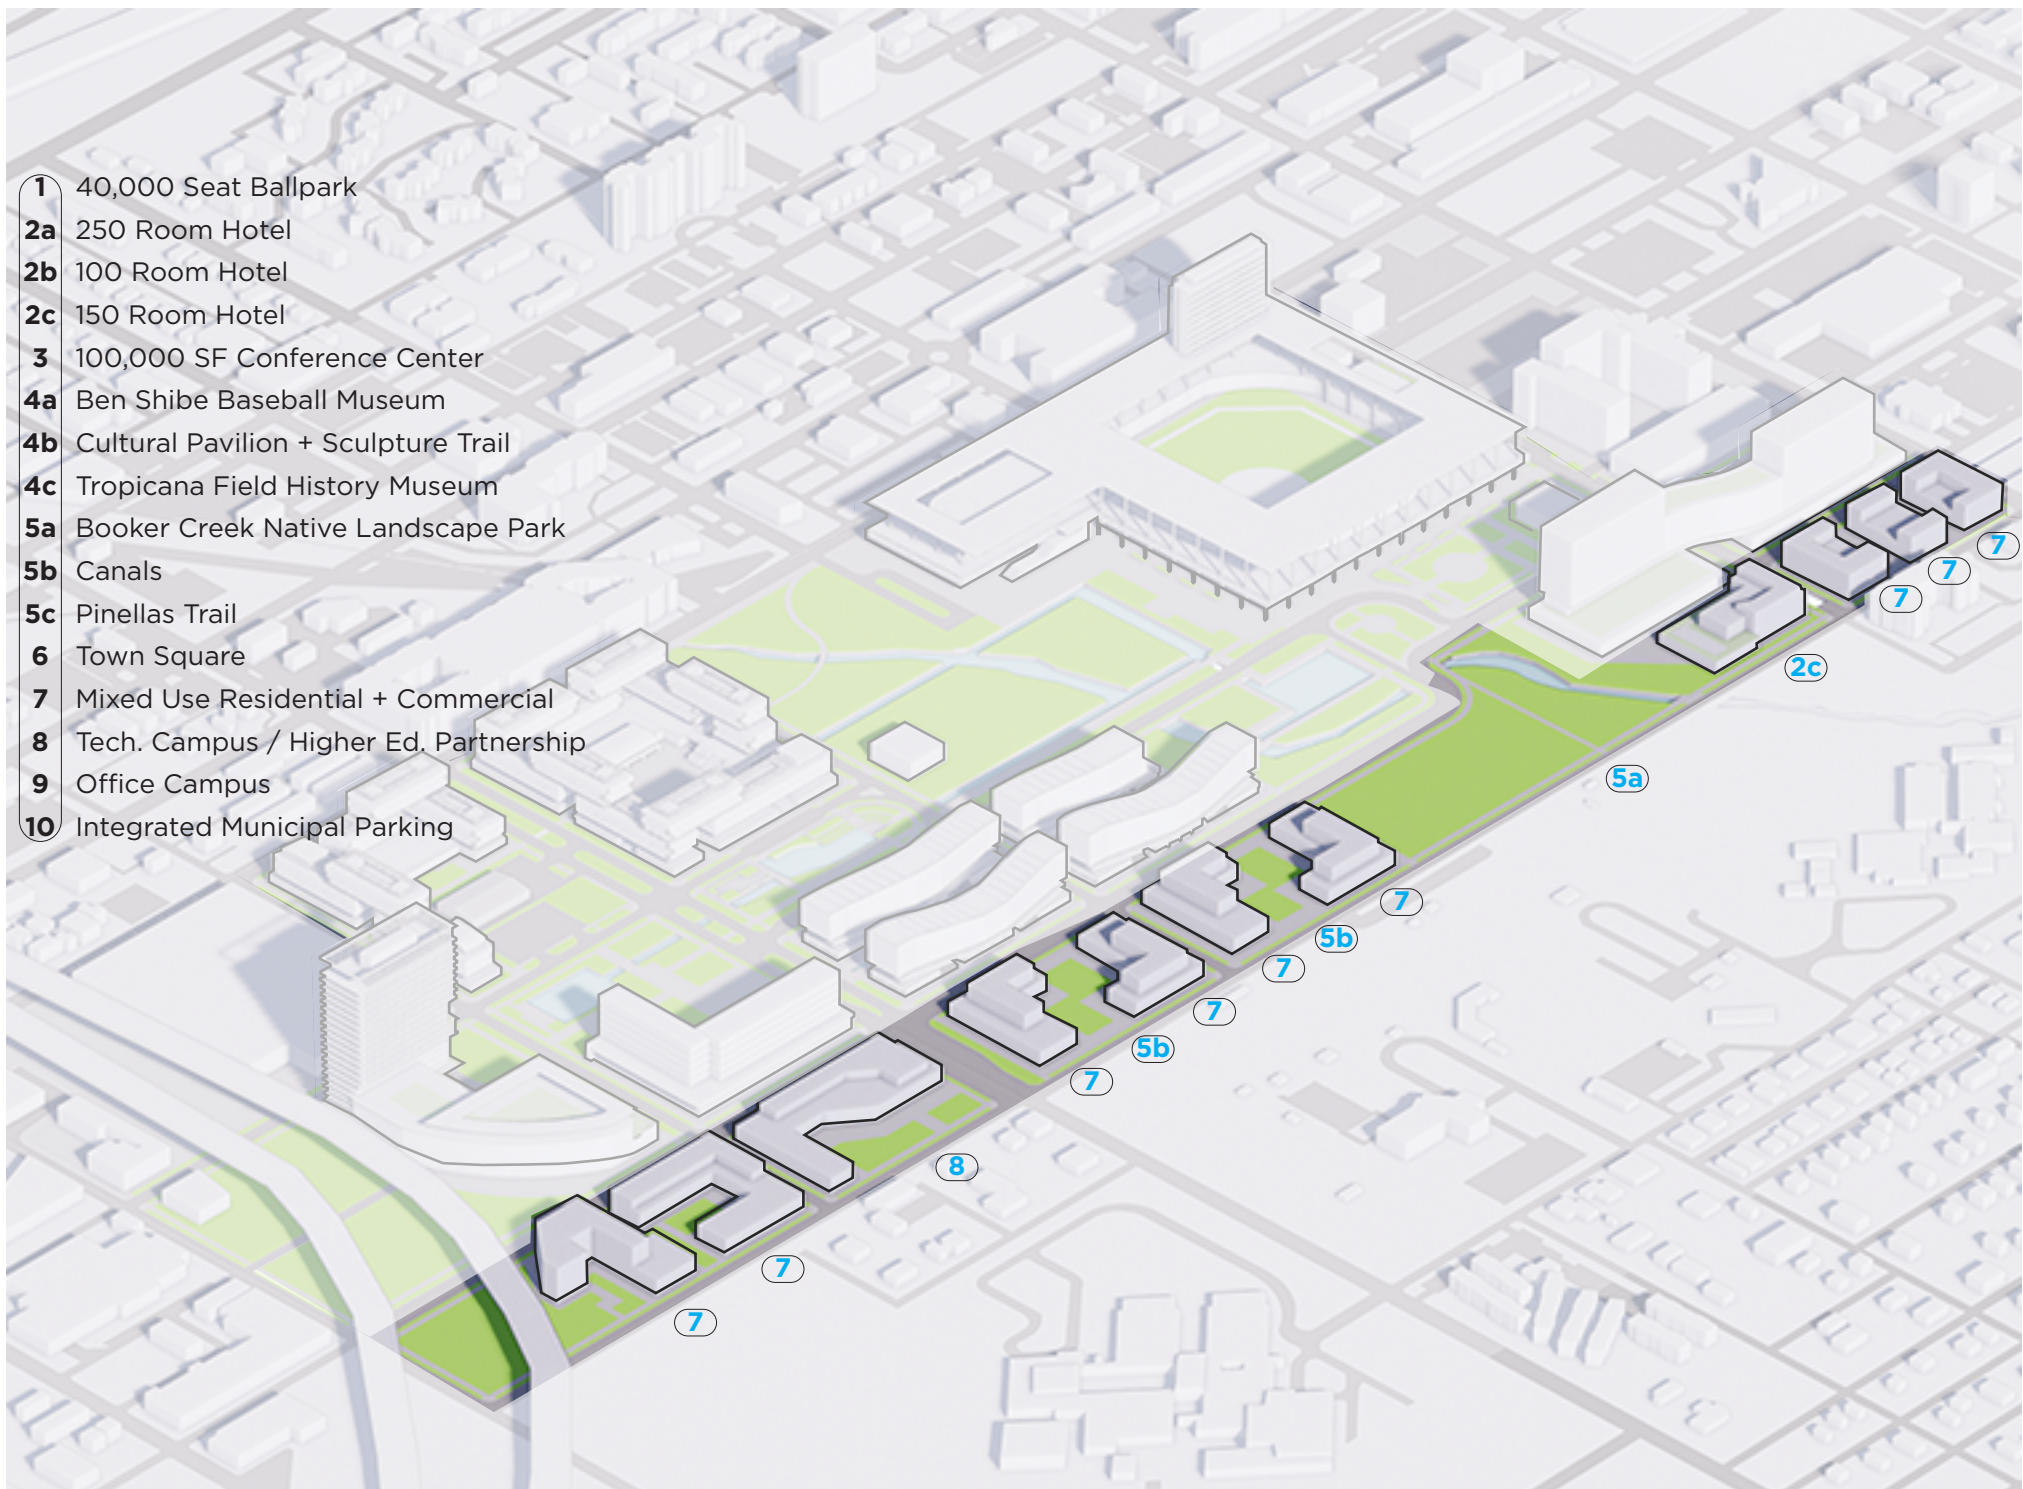 1 40,000 Seat Ballpark
2a 250 Room Hotel
2b 100 Room Hotel
2c 150 Room Hotel
3 100,000 SF Conference Center
4a Ben Shibe Baseball Museum
4b Cultural Pavilion + Sculpture Trail
4c Tropicana Field History Museum
5a Booker Creek Native Landscape Park
5b Canals
5c Pinellas Trail
6 Town Square
7 Mixed Use Residential + Commercial
8 Tech. Campus / Higher Ed. Partnership
9 Office Campus
10 Integrated Municipal Parking
7
7
7
2c
5a
7
5b
7
7
5b
7
8
7
7